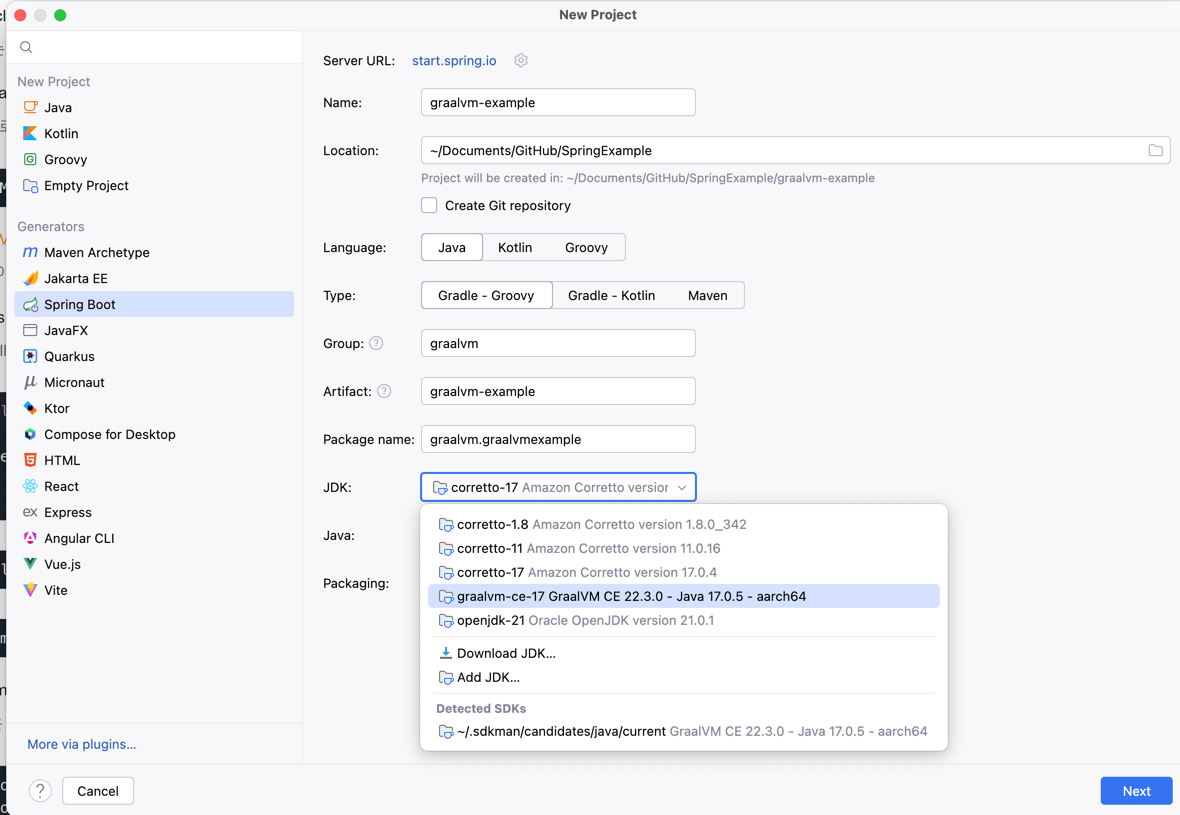 New Project
New Project
Java
Kotlin
Groovy
Empty Project
Generators
Maven Archetype
Jakarta EE
Spring Boot
JavaFX
Quarkus
Micronaut
Ktor
Compose for Desktop
HTML
React
Express
Angular CLI
Vue.js
Vite
More via plugins...
Server URL: start.spring.io
Name: graalvm-example
Location: ~/Documents/GitHub/SpringExample
Project will be created in: ~/Documents/GitHub/SpringExample/graalvm-example
Create Git repository
Language: Java Kotlin Groovy
Type: Gradle - Groovy Gradle - Kotlin Maven
Group: ? graalvm
Artifact: ? graalvm-example
Package name: graalvm.graalvmexample
JDK: corretto-17 Amazon Corretto version
Java:
Packaging:
corretto-1.8 Amazon Corretto version 1.8.0_342
corretto-11 Amazon Corretto version 11.0.16
corretto-17 Amazon Corretto version 17.0.4
graalvm-ce-17 GraalVM CE 22.3.0 - Java 17.0.5 - aarch64
openjdk-21 Oracle OpenJDK version 21.0.1
Download JDK...
Add JDK...
Detected SDKs
~/.sdkman/candidates/java/current GraalVM CE 22.3.0 - Java 17.0.5 - aarch64
? Cancel Next